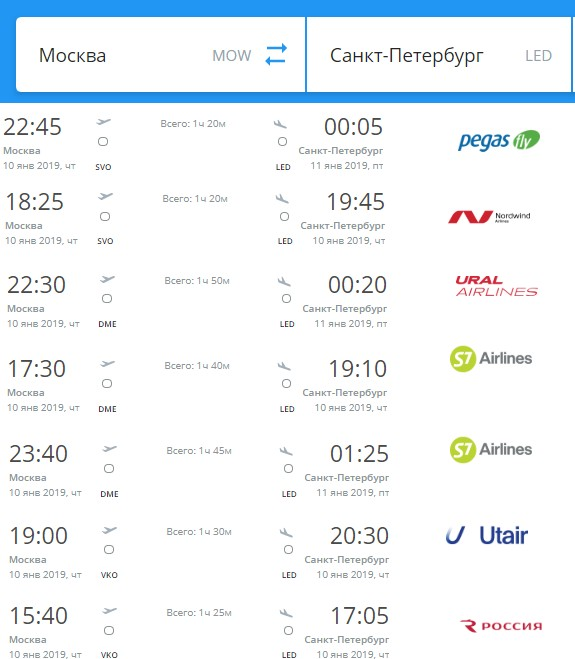 Москва MOW Санкт-Петербург LED
22:45 Всего: 1ч 20м 00:05
Москва Санкт-Петербург
10 янв 2019, чт SVO LED 11 янв 2019, пт
pegas fly
18:25 Всего: 1ч 20м 19:45
Москва Санкт-Петербург
10 янв 2019, чт SVO LED 10 янв 2019, чт
Nordwind
Airlines
22:30 Всего: 1ч 50м 00:20
Москва Санкт-Петербург
10 янв 2019, чт DME LED 11 янв 2019, пт
URAL
AIRLINES
17:30 Всего: 1ч 40м 19:10
Москва Санкт-Петербург
10 янв 2019, чт DME LED 10 янв 2019, чт
S7 Airlines
23:40 Всего: 1ч 45м 01:25
Москва Санкт-Петербург
10 янв 2019, чт DME LED 11 янв 2019, пт
S7 Airlines
19:00 Всего: 1ч 30м 20:30
Москва Санкт-Петербург
10 янв 2019, чт VKO LED 10 янв 2019, чт
Utair
15:40 Всего: 1ч 25м 17:05
Москва Санкт-Петербург
10 янв 2019, чт VKO LED 10 янв 2019, чт
РОССИЯ